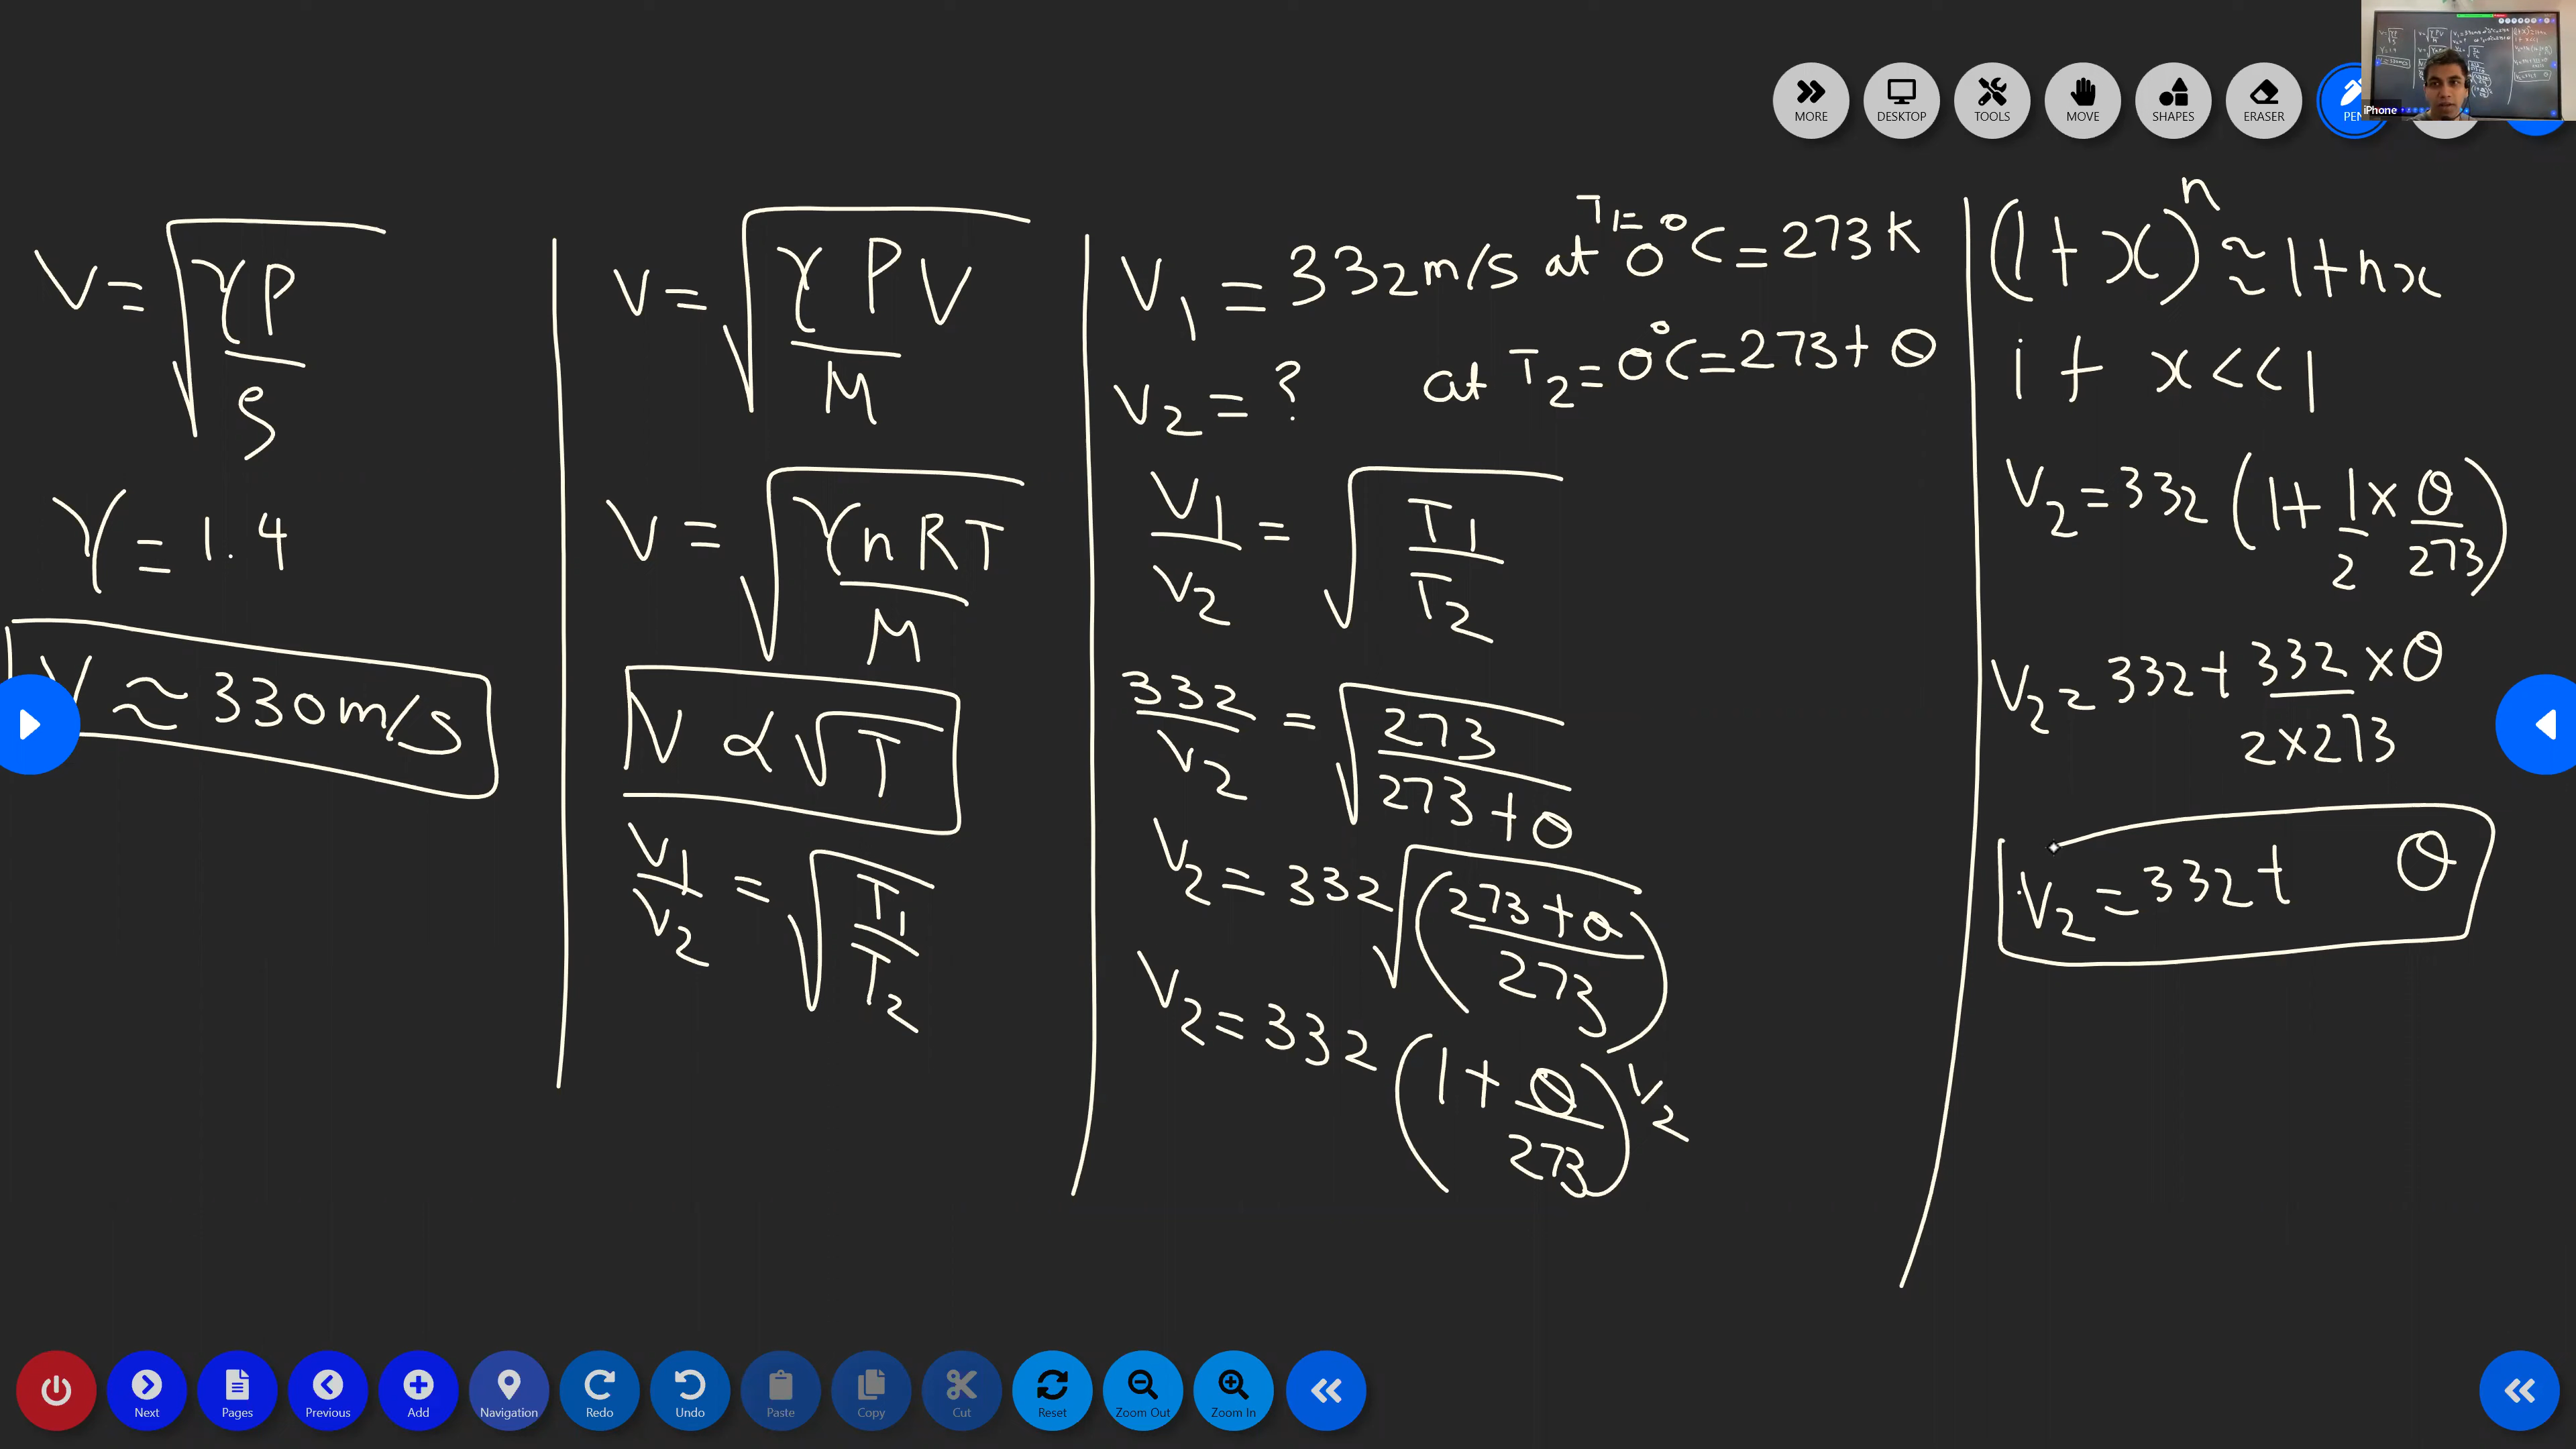 MORE
DESKTOP
TOOLS
MOVE
SHAPES
ERASER
PEN
iPhone
V = √(γP/ρ)
γ = 1.4
V ≈ 330 m/s
V = √(γPV/M)
V = √(γnRT/M)
V ∝ √T
V1/V2 = √(T1/T2)
V1 = 332 m/s at T1 = 0°C = 273 K
V2 = ? at T2 = θ°C = 273 + θ
V1/V2 = √(T1/T2)
332/V2 = √(273/(273 + θ))
V2 = 332 √((273 + θ)/273)
V2 = 332 (1 + θ/273)^1/2
(1 + x)^n ≈ 1 + nx
if x << 1
V2 = 332 (1 + 1/2 × θ/273)
V2 = 332 + 332/(2×273) × θ
V2 = 332 + θ
Next
Pages
Previous
Add
Navigation
Redo
Undo
Paste
Copy
Cut
Reset
Zoom Out
Zoom In